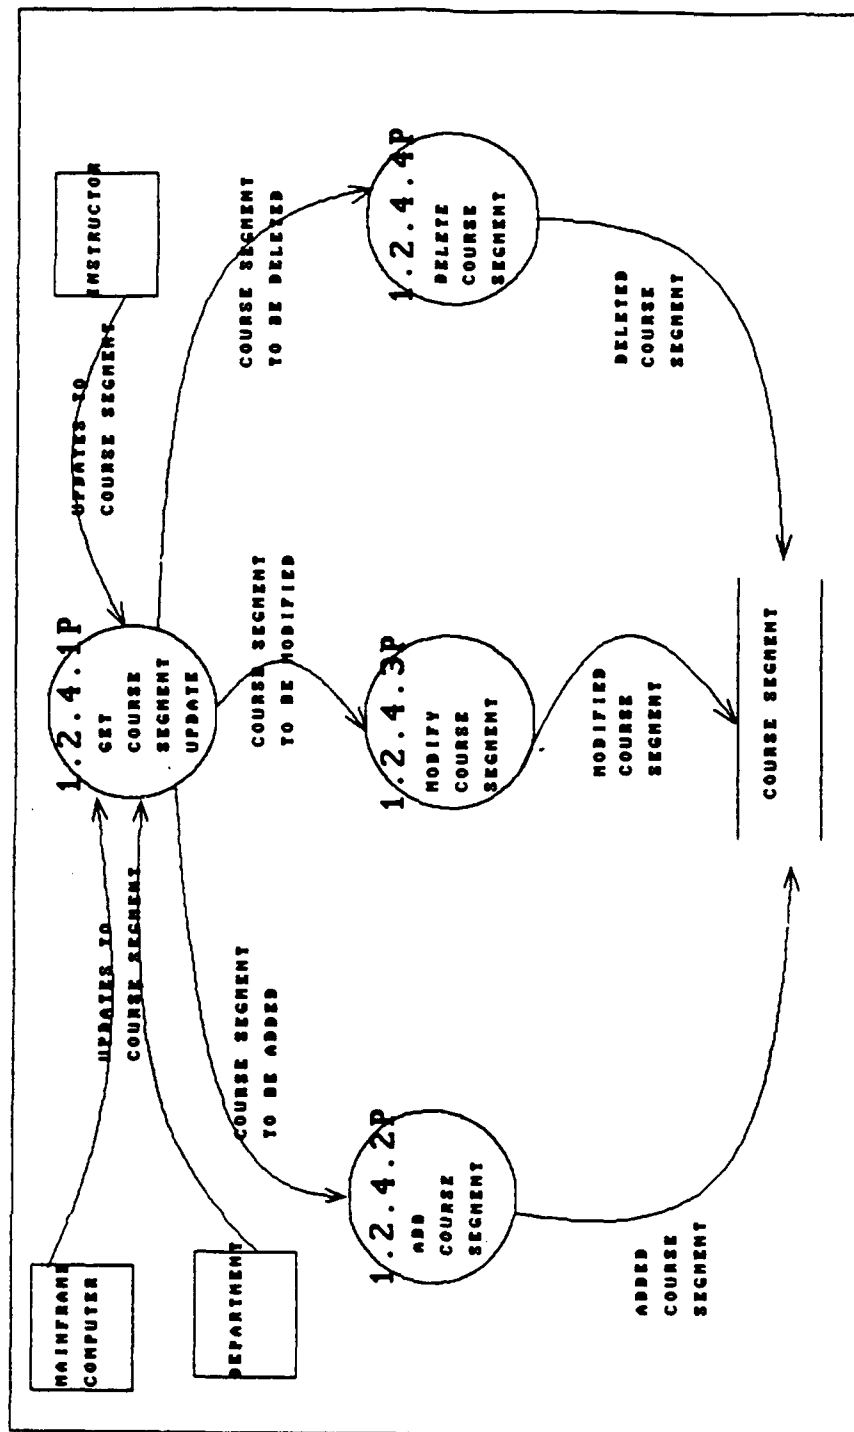 MAINFRAME
COMPUTER
DEPARTMENT
UPDATES TO
COURSE SEGMENT
1.2.4.1P
GET
COURSE
SEGMENT
UPDATE
UPDATES TO
COURSE SEGMENT
INSTRUCTOR
COURSE SEGMENT
TO BE ADDED
COURSE SEGMENT
TO BE MODIFIED
COURSE SEGMENT
TO BE DELETED
1.2.4.2P
ADD
COURSE
SEGMENT
1.2.4.3P
MODIFY
COURSE
SEGMENT
1.2.4.4P
DELETE
COURSE
SEGMENT
ADDED
COURSE
SEGMENT
MODIFIED
COURSE
SEGMENT
DELETED
COURSE
SEGMENT
COURSE SEGMENT